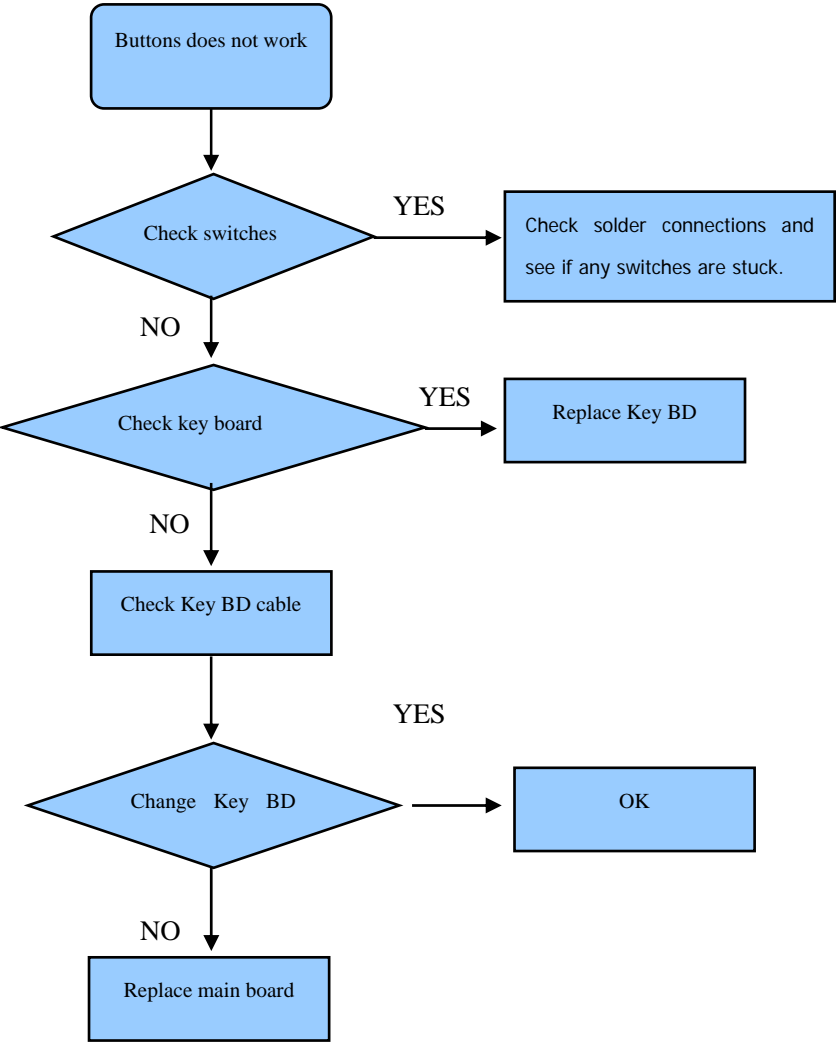 Buttons does not work
Check switches
YES
Check solder connections and
see if any switches are stuck.
NO
Check key board
YES
Replace Key BD
NO
Check Key BD cable
YES
Change Key BD
OK
NO
Replace main board